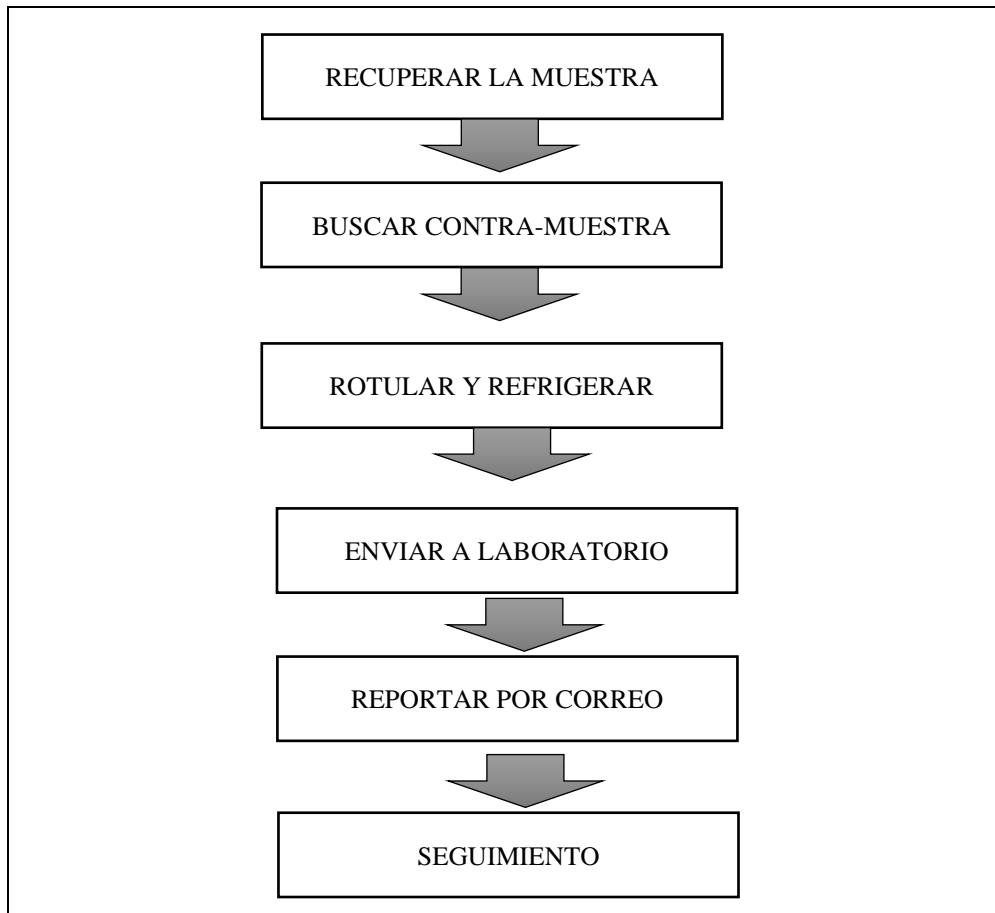 RECUPERAR LA MUESTRA
BUSCAR CONTRA-MUESTRA
ROTULAR Y REFRIGERAR
ENVIAR A LABORATORIO
REPORTAR POR CORREO
SEGUIMIENTO